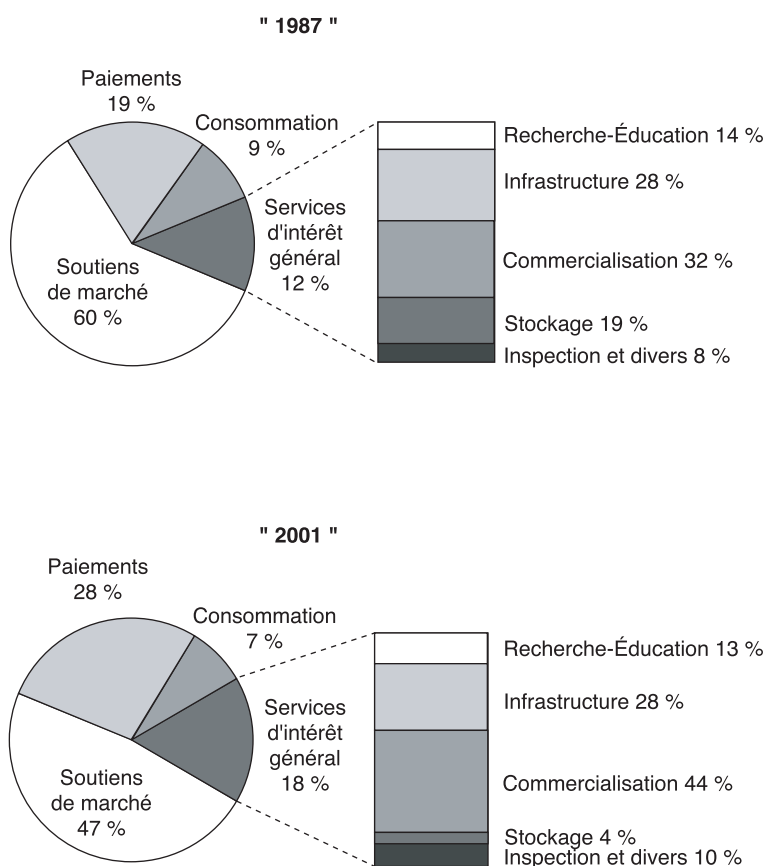 " 1987 "
Paiements
19 %
Consommation
9 %
Services
d'intérêt
général
12 %
Soutiens
de marché
60 %
Recherche-Éducation 14 %
Infrastructure 28 %
Commercialisation 32 %
Stockage 19 %
Inspection et divers 8 %
" 2001 "
Paiements
28 %
Consommation
7 %
Services
d'intérêt
général
18 %
Soutiens
de marché
47 %
Recherche-Éducation 13 %
Infrastructure 28 %
Commercialisation 44 %
Stockage 4 %
Inspection et divers 10 %